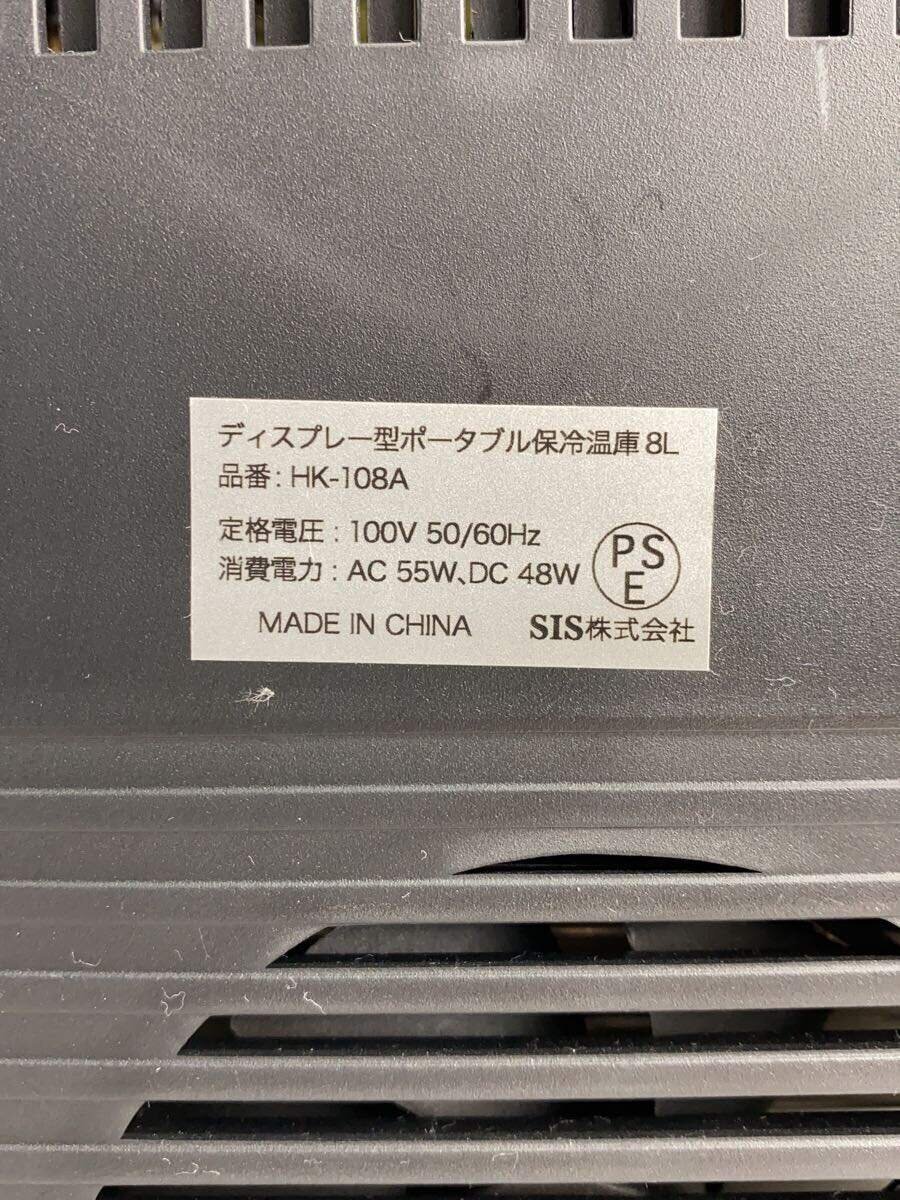 ディスプレー型ポータブル保冷温庫 8L
品番: HK-108A
定格電圧 : 100V 50/60Hz
消費電力 : AC 55W、DC 48W
PS
E
MADE IN CHINA
SIS株式会社